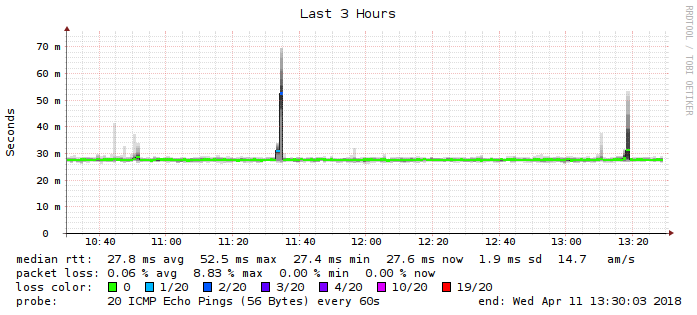 Last 3 Hours
RRDTOOL / TOBI OETIKER
Seconds
70 m
60 m
50 m
40 m
30 m
20 m
10 m
0
10:40 11:00 11:20 11:40 12:00 12:20 12:40 13:00 13:20
median rtt: 27.8 ms avg 52.5 ms max 27.4 ms min 27.6 ms now 1.9 ms sd 14.7 am/s
packet loss: 0.06 % avg 8.83 % max 0.00 % min 0.00 % now
loss color: 0 1/20 2/20 3/20 4/20 10/20 19/20
probe: 20 ICMP Echo Pings (56 Bytes) every 60s end: Wed Apr 11 13:30:03 2018